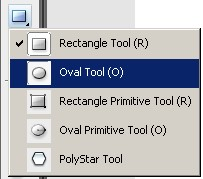 Rectangle Tool (R)
Oval Tool (O)
Rectangle Primitive Tool (R)
Oval Primitive Tool (O)
PolyStar Tool